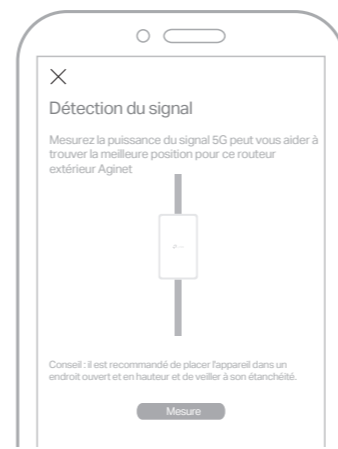 Détection du signal
Mesurez la puissance du signal 5G peut vous aider à
trouver la meilleure position pour ce routeur
extérieur Aginet
Conseil : il est recommandé de placer l'appareil dans un
endroit ouvert et en hauteur et de veiller à son étanchéité.
Mesure